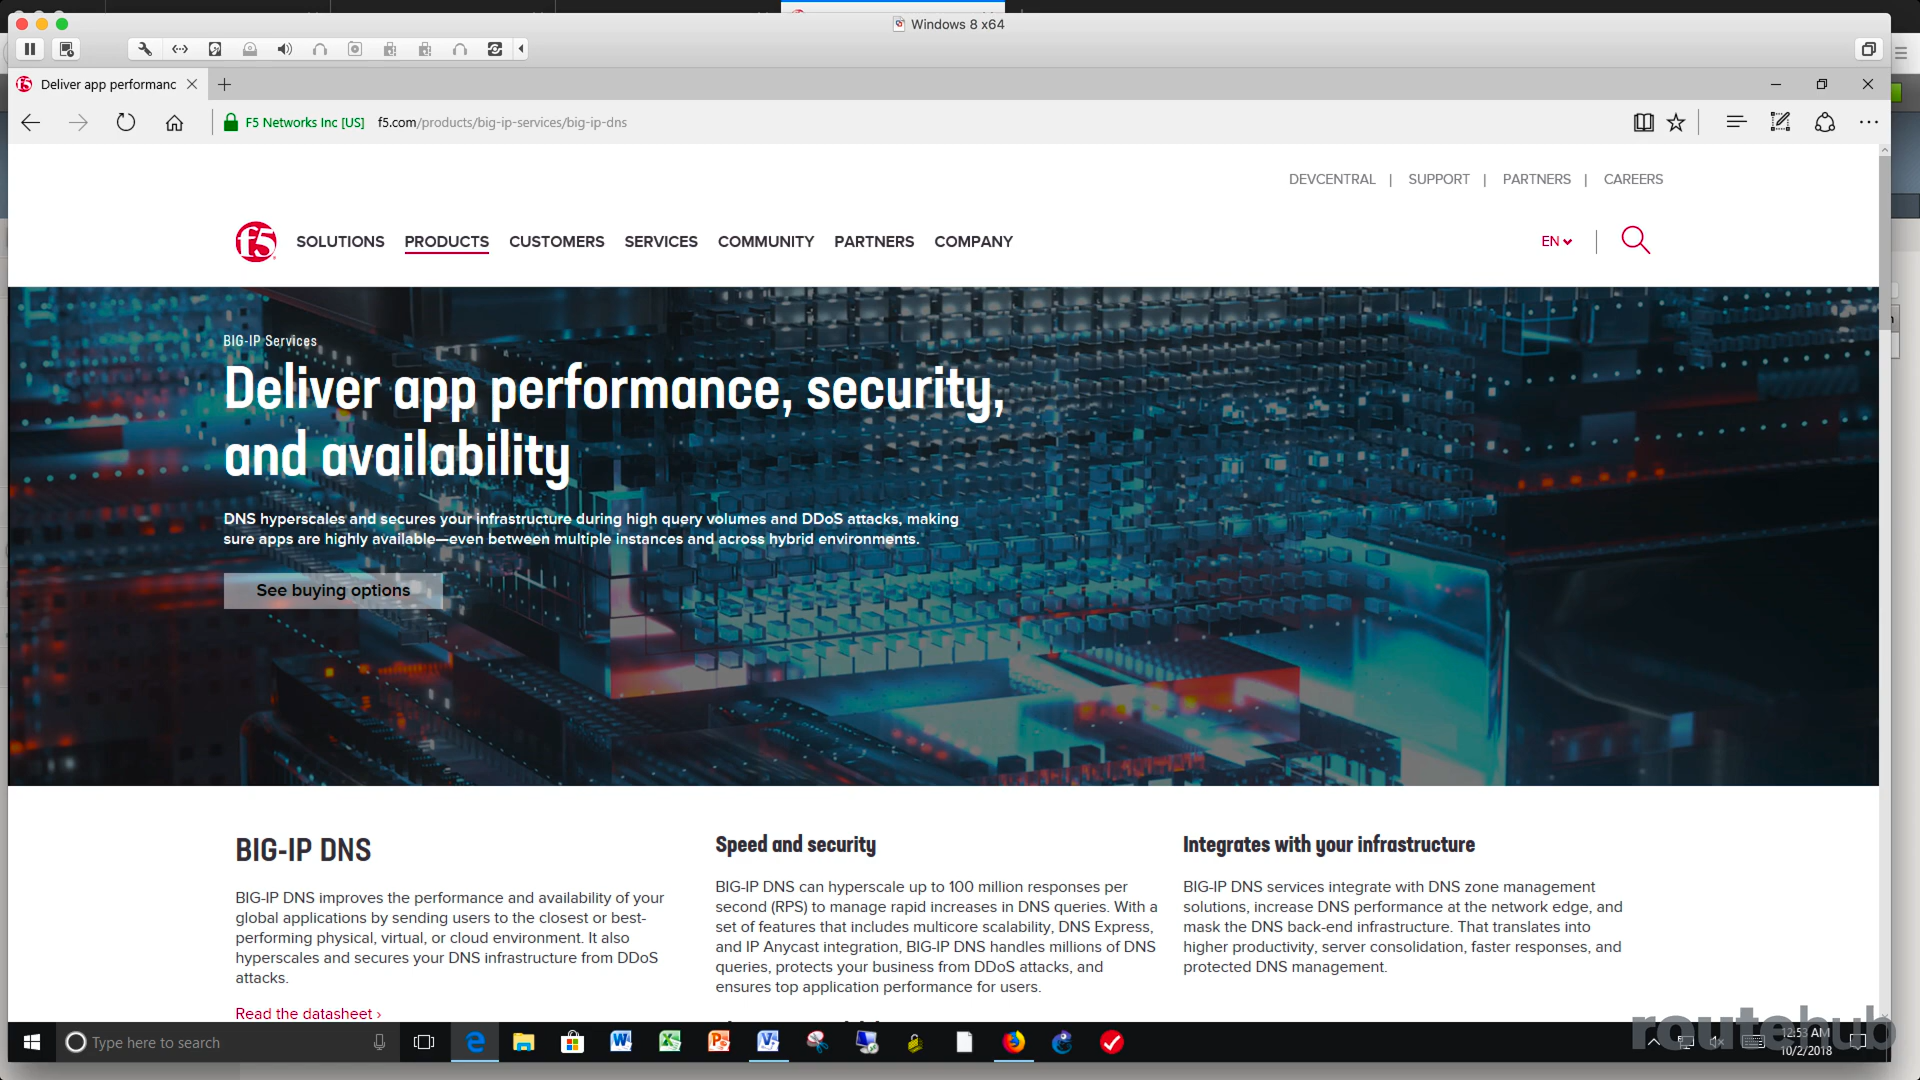 Windows 8 x64
Deliver app performanc
F5 Networks Inc [US] f5.com/products/big-ip-services/big-ip-dns
DEVCENTRAL | SUPPORT | PARTNERS | CAREERS
f5 SOLUTIONS PRODUCTS CUSTOMERS SERVICES COMMUNITY PARTNERS COMPANY EN
BIG-IP Services
Deliver app performance, security,
and availability
DNS hyperscales and secures your infrastructure during high query volumes and DDoS attacks, making
sure apps are highly available—even between multiple instances and across hybrid environments.
See buying options
BIG-IP DNS
BIG-IP DNS improves the performance and availability of your
global applications by sending users to the closest or best-
performing physical, virtual, or cloud environment. It also
hyperscales and secures your DNS infrastructure from DDoS
attacks.
Read the datasheet ›
Speed and security
BIG-IP DNS can hyperscale up to 100 million responses per
second (RPS) to manage rapid increases in DNS queries. With a
set of features that includes multicore scalability, DNS Express,
and IP Anycast integration, BIG-IP DNS handles millions of DNS
queries, protects your business from DDoS attacks, and
ensures top application performance for users.
Integrates with your infrastructure
BIG-IP DNS services integrate with DNS zone management
solutions, increase DNS performance at the network edge, and
mask the DNS back-end infrastructure. That translates into
higher productivity, server consolidation, faster responses, and
protected DNS management.
Type here to search
routehub
12:53 AM
10/2/2018